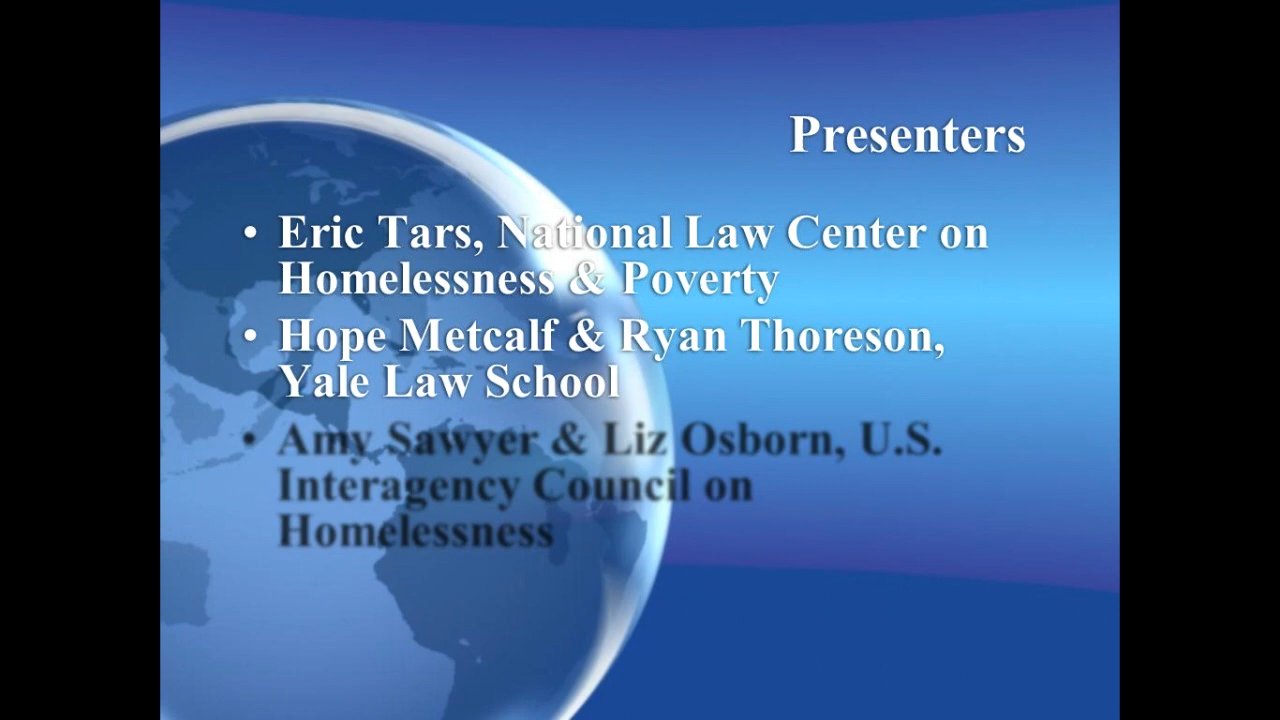 Presenters
• Eric Tars, National Law Center on
Homelessness & Poverty
• Hope Metcalf & Ryan Thoreson,
Yale Law School
• Amy Sawyer & Liz Osborn, U.S.
Interagency Council on
Homelessness